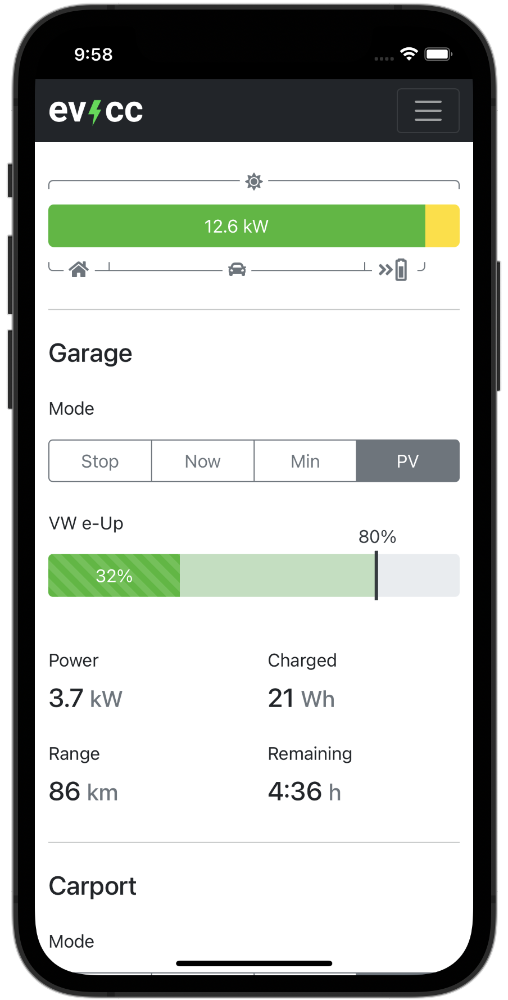 9:58
evcc
12.6 kW
Garage
Mode
Stop Now Min PV
VW e-Up
80%
32%
Power Charged
3.7 kW 21 Wh
Range Remaining
86 km 4:36 h
Carport
Mode